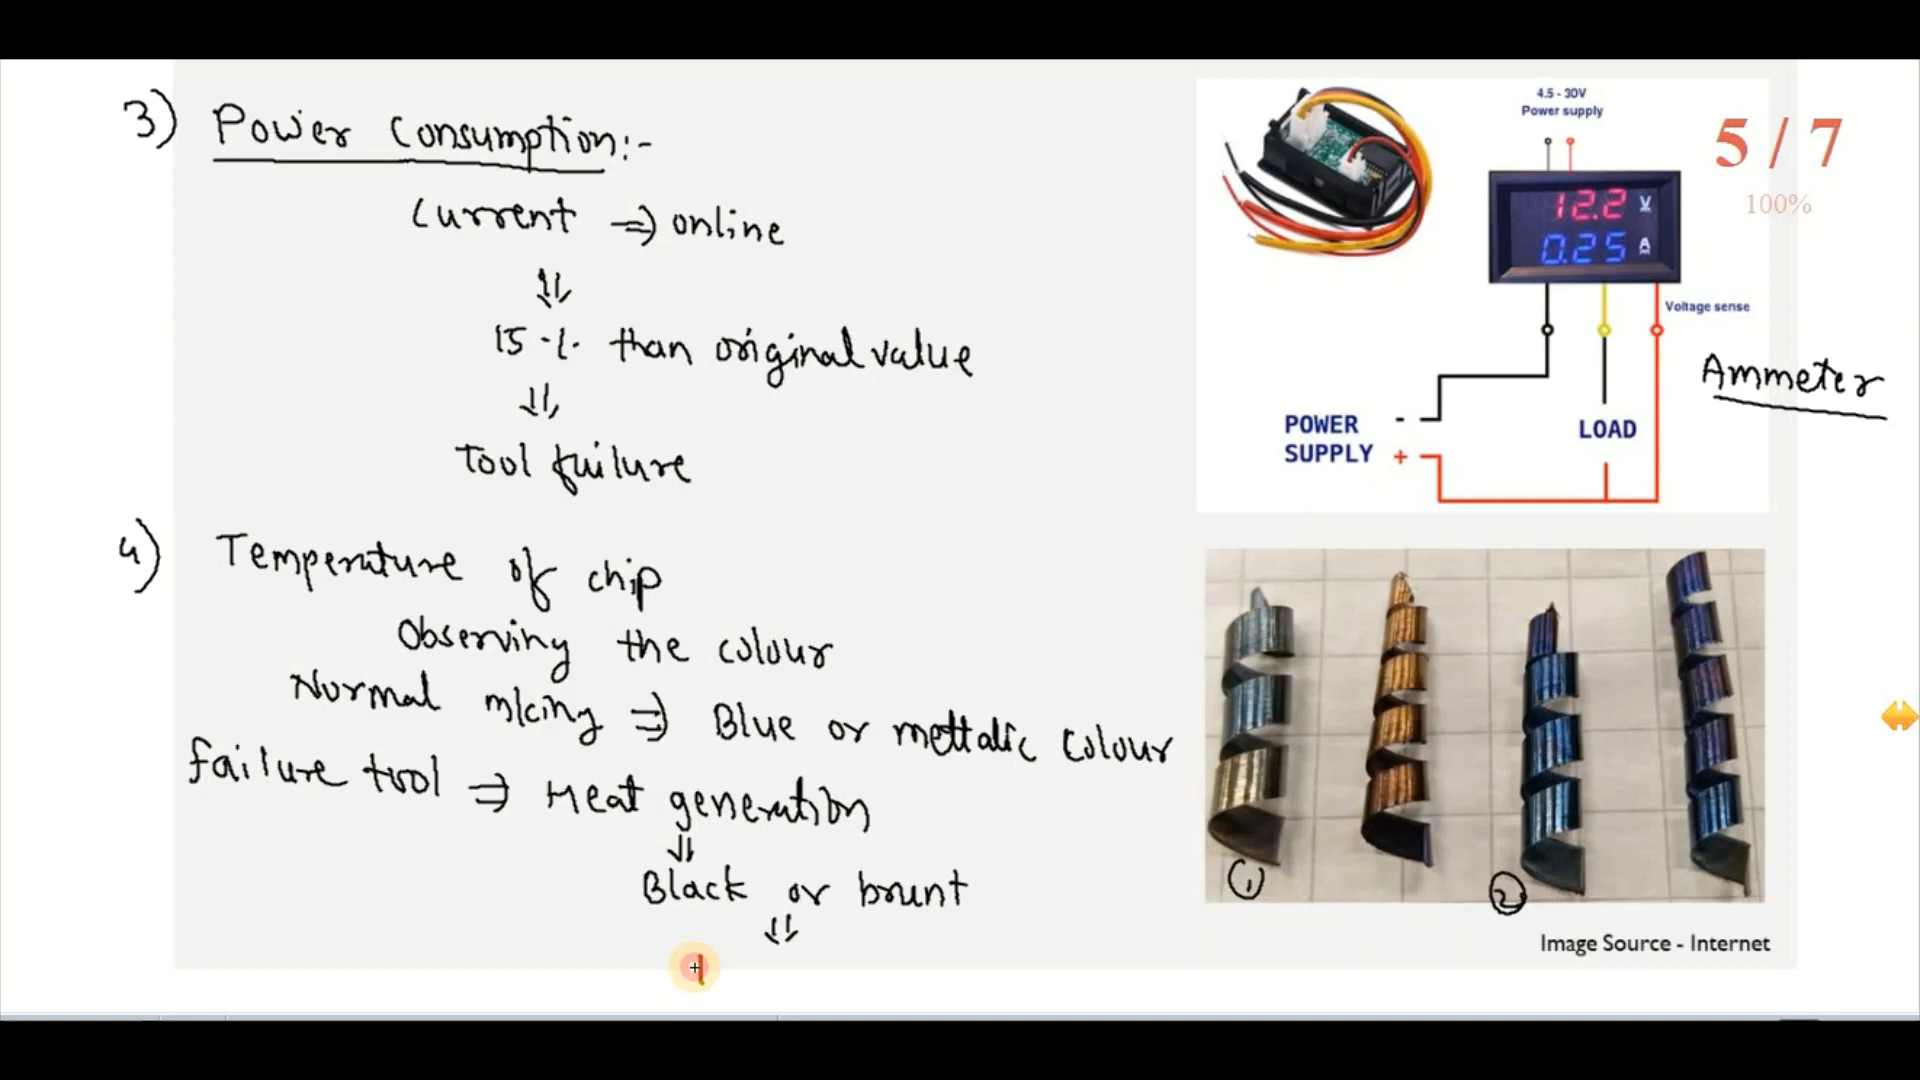 3) Power Consumption:-
Current ⇒ online
⇓
15 % than original value
⇓
Tool failure
4) Temperature of chip
Observing the colour
Normal m/cing ⇒ Blue or mettalic colour
failure tool ⇒ Heat generation
⇓
Black or brunt
⇓
4.5 - 30V
Power supply
5 / 7
100%
12.2 V
0.25 A
Voltage sense
Ammeter
POWER SUPPLY - +
LOAD
1
2
Image Source - Internet